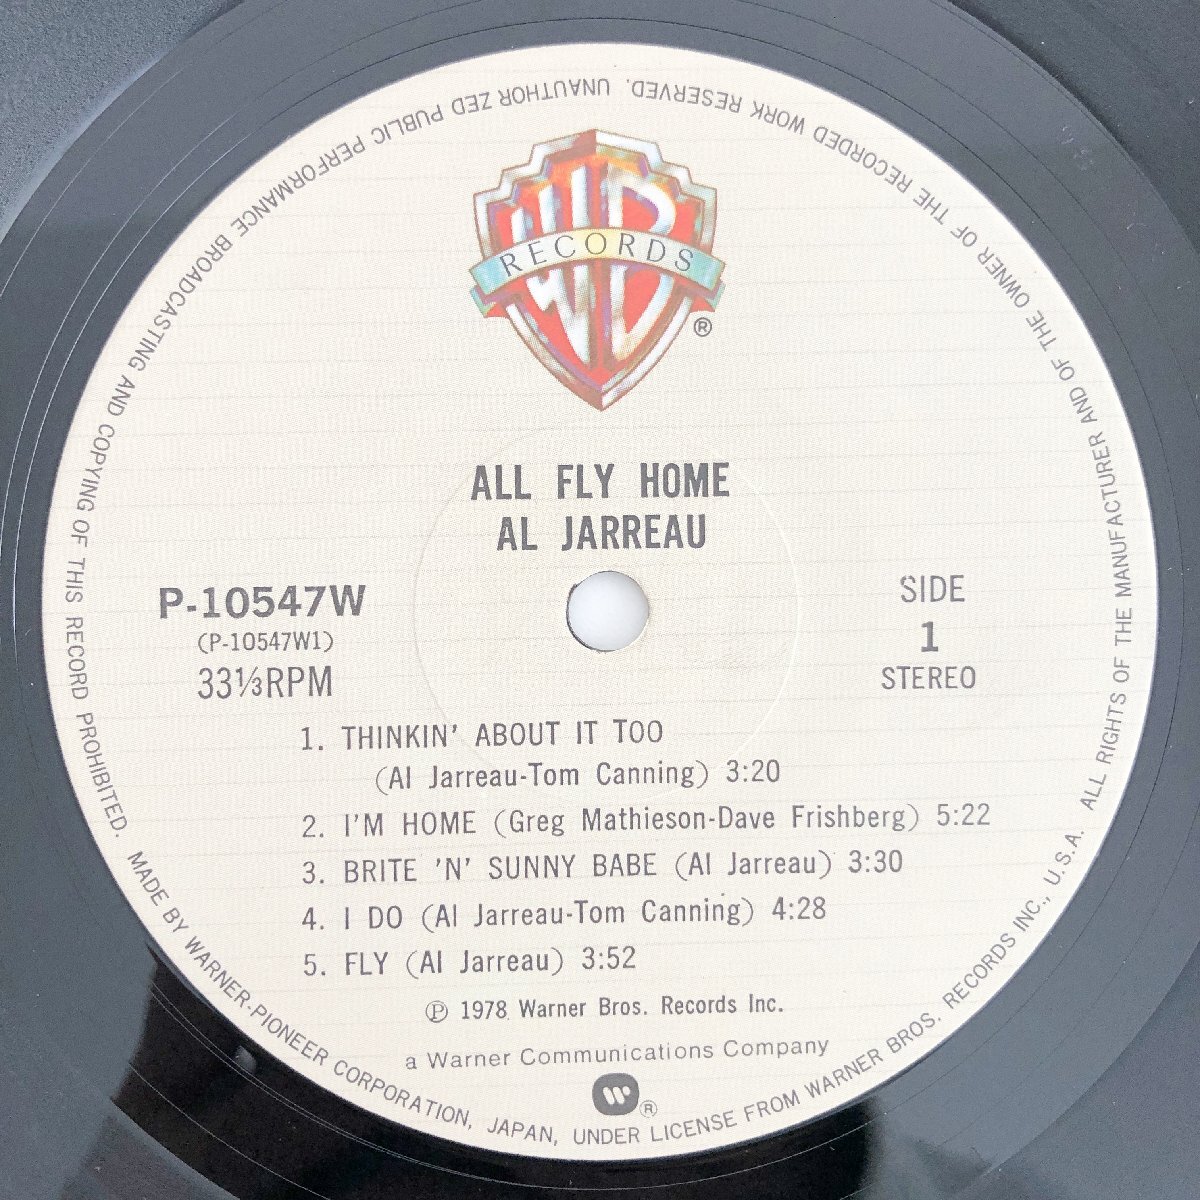 WB
RECORDS
®
ALL FLY HOME
AL JARREAU
P-10547W
(P-10547W1)
33⅓RPM
SIDE
1
STEREO
1. THINKIN' ABOUT IT TOO
(Al Jarreau-Tom Canning) 3:20
2. I'M HOME (Greg Mathieson-Dave Frishberg) 5:22
3. BRITE 'N' SUNNY BABE (Al Jarreau) 3:30
4. I DO (Al Jarreau-Tom Canning) 4:28
5. FLY (Al Jarreau) 3:52
℗ 1978 Warner Bros. Records Inc.
a Warner Communications Company
®
MADE BY WARNER-PIONEER CORPORATION, JAPAN, UNDER LICENSE FROM WARNER BROS. RECORDS INC., U.S.A. ALL RIGHTS OF THE MANUFACTURER AND OF THE OWNER OF THE RECORDED WORK RESERVED. UNAUTHOR ZED PUBLIC PERFORMANCE BROADCASTING AND COPYING OF THIS RECORD PROHIBITED.